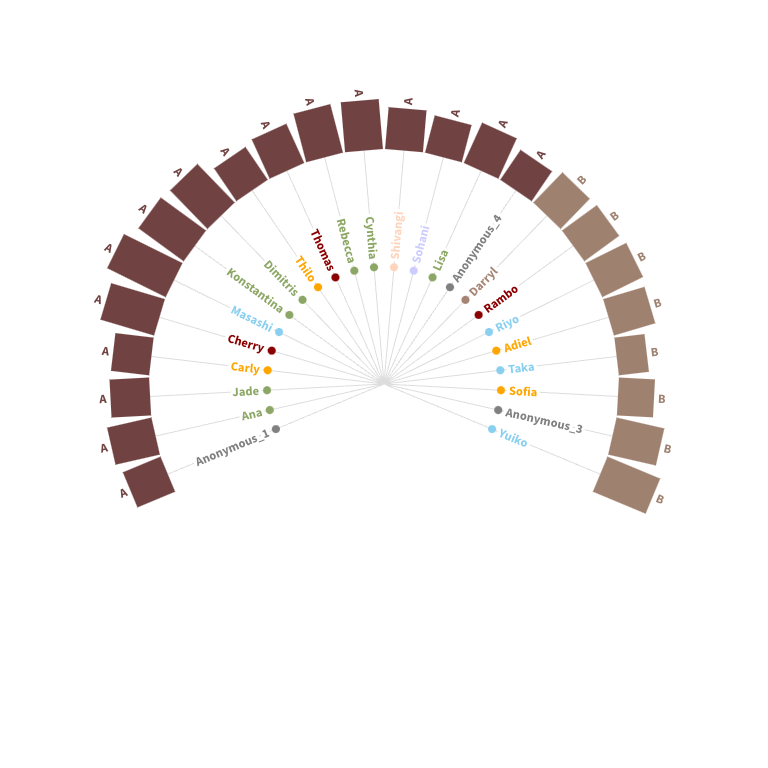 A
Anonymous_1
A
Ana
A
Jade
A
Carly
A
Cherry
A
Masashi
A
Konstantina
A
Dimitris
A
Thilo
A
Thomas
A
Rebecca
A
Cynthia
A
Shivangi
A
Sohani
A
Lisa
A
Anonymous_4
B
Darryl
B
Rambo
B
Riyo
B
Adiel
B
Taka
B
Sofia
B
Anonymous_3
B
Yuiko